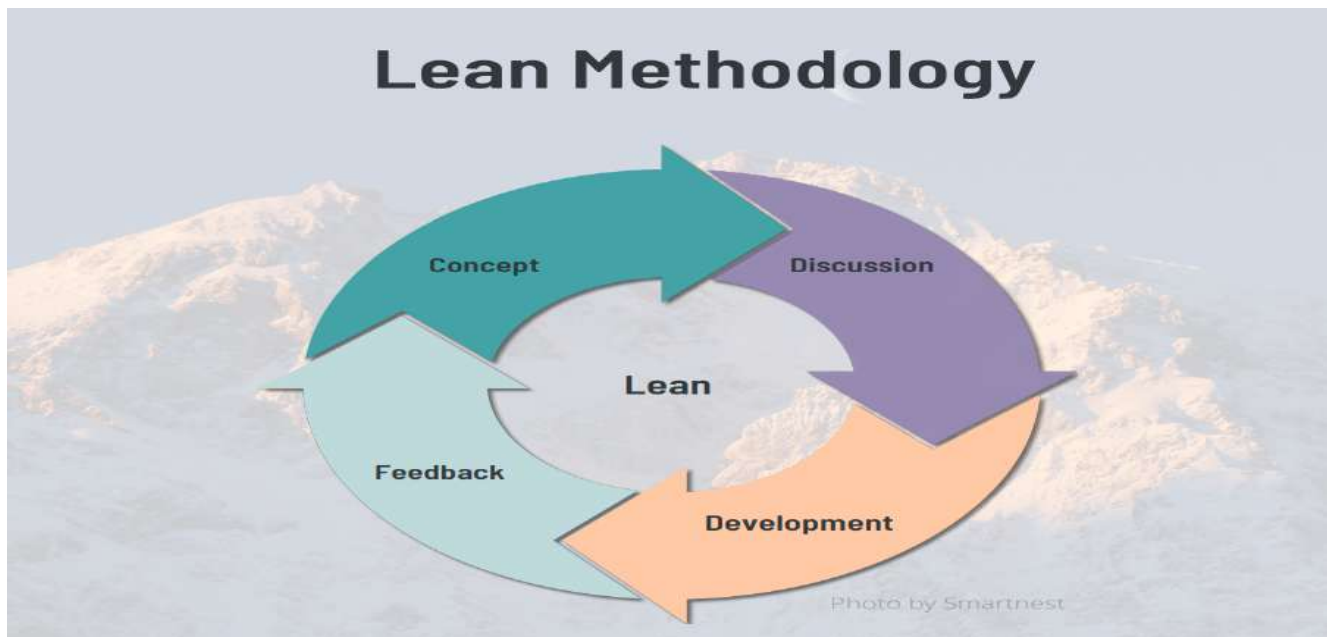 Lean Methodology
Concept
Discussion
Lean
Feedback
Development
Photo by Smartnest